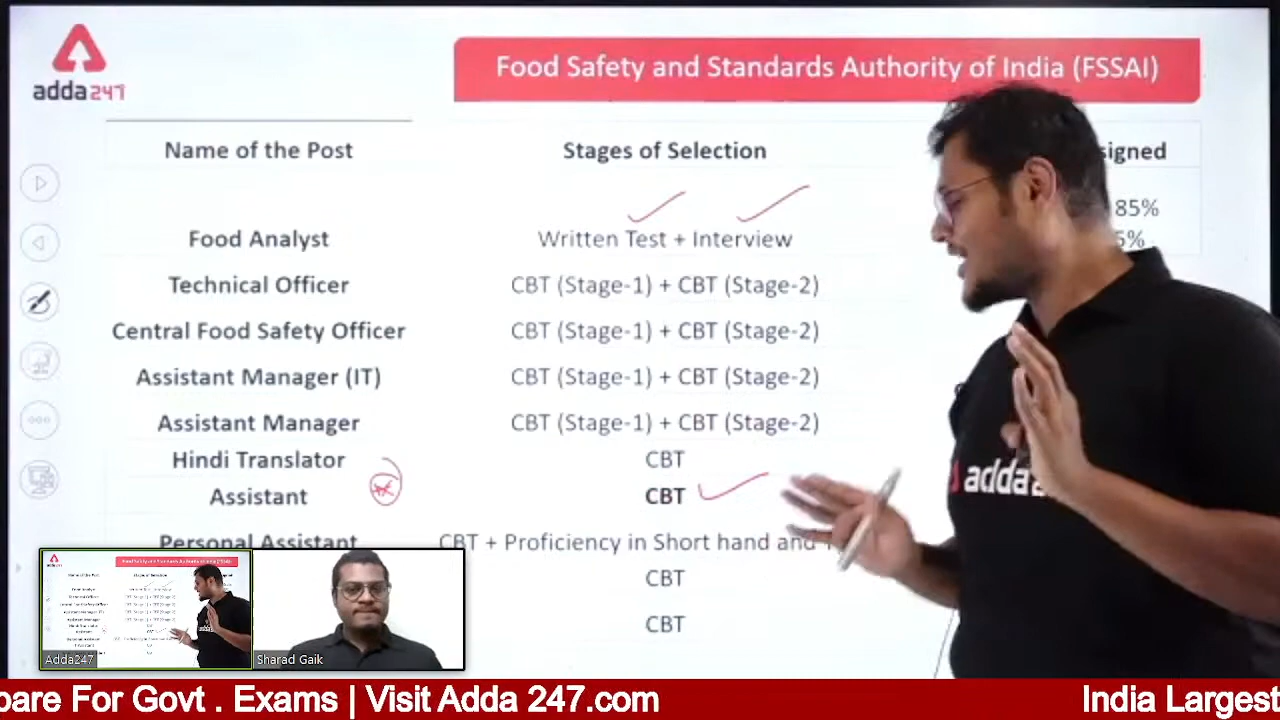 adda247
Food Safety and Standards Authority of India (FSSAI)
Name of the Post Stages of Selection signed
85%
Food Analyst Written Test + Interview 5%
Technical Officer CBT (Stage-1) + CBT (Stage-2)
Central Food Safety Officer CBT (Stage-1) + CBT (Stage-2)
Assistant Manager (IT) CBT (Stage-1) + CBT (Stage-2)
Assistant Manager CBT (Stage-1) + CBT (Stage-2)
Hindi Translator CBT
Assistant CBT
adda
Personal Assistant CBT + Proficiency in Short hand and
CBT
CBT
Adda247
Sharad Gaik
pare For Govt . Exams | Visit Adda 247.com India Largest